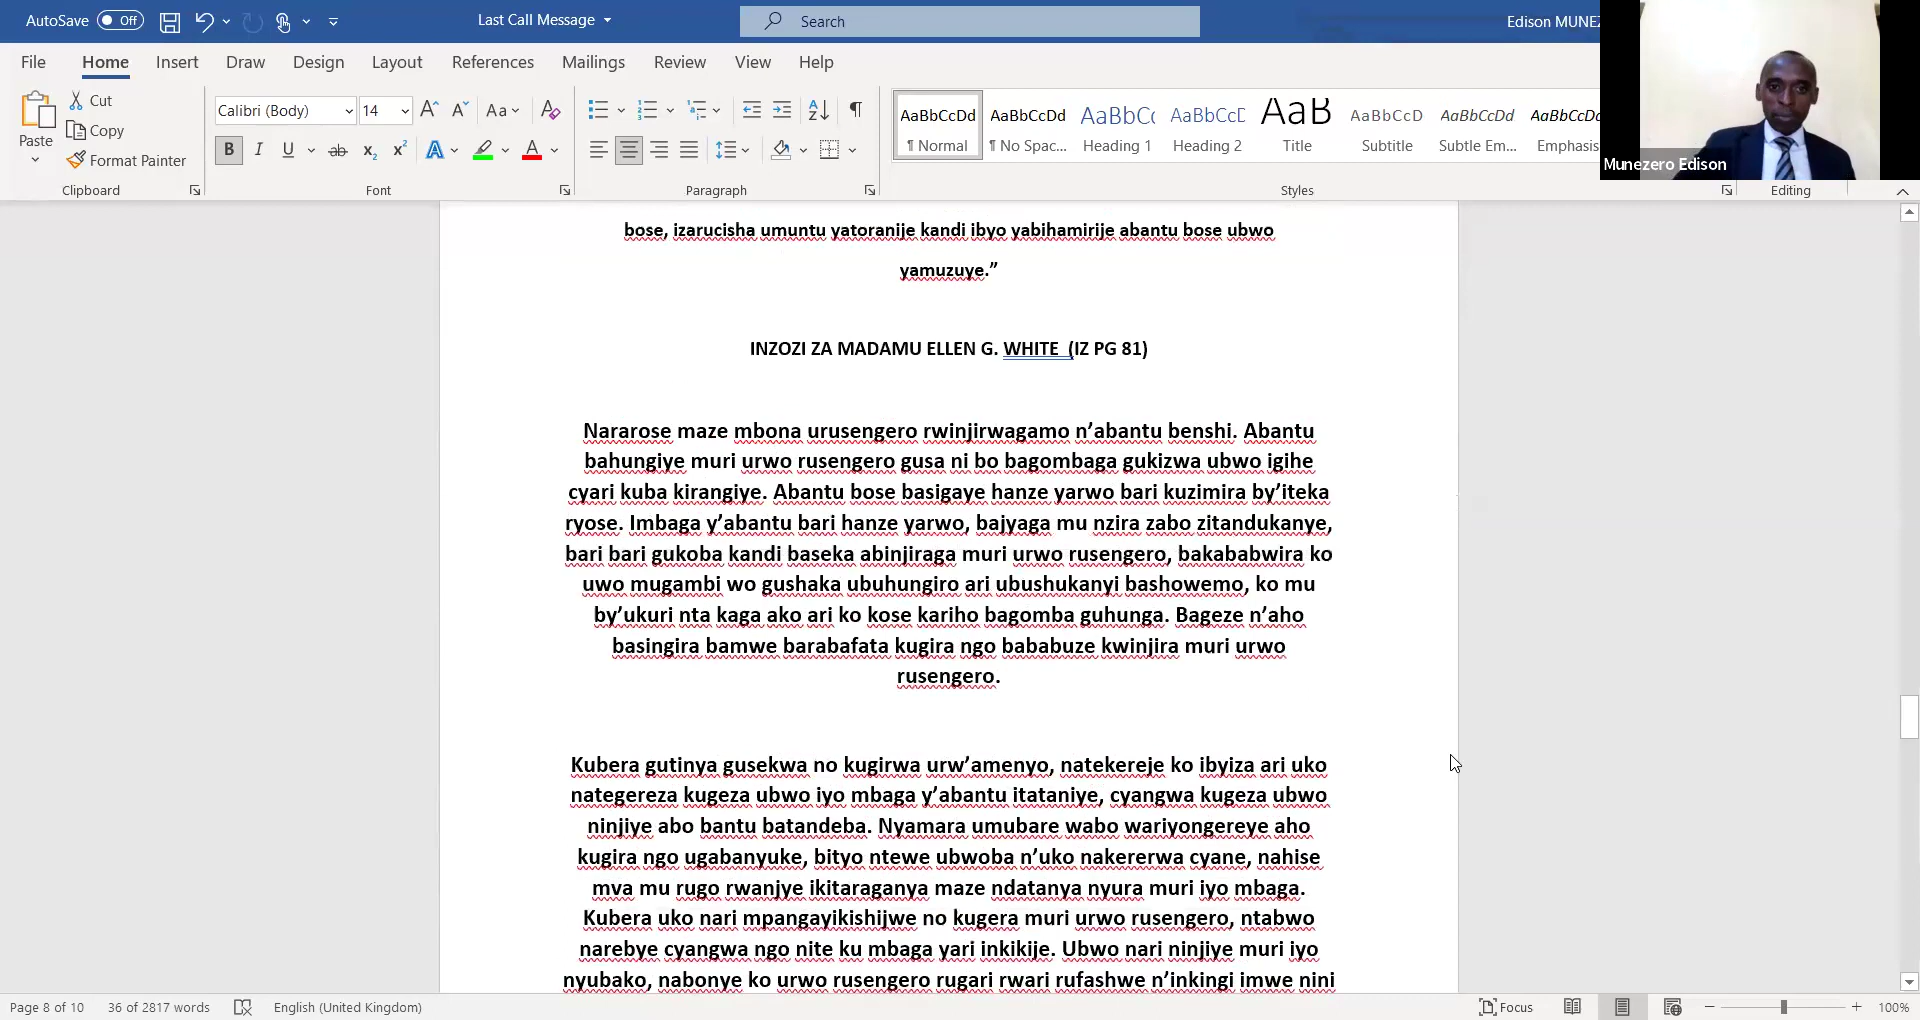 AutoSave Off Last Call Message Search Edison MUNEZ
File Home Insert Draw Design Layout References Mailings Review View Help
Paste Cut Copy Format Painter
Clipboard
Calibri (Body) 14
Font
Paragraph
AaBbCcDd AaBbCcDd AaBbC AaBbCcD AaB AaBbCcD AaBbCcDd AaBbCcDd
¶ Normal ¶ No Spac... Heading 1 Heading 2 Title Subtitle Subtle Em... Emphasis
Styles
Editing
Munezero Edison
bose, izarucisha umuntu yatoranije kandi ibyo yabihamirije abantu bose ubwo
yamuzuye.”
INZOZI ZA MADAMU ELLEN G. WHITE (IZ PG 81)
Nararose maze mbona urusengero rwinjirwagamo n’abantu benshi. Abantu
bahungiye muri urwo rusengero gusa ni bo bagombaga gukizwa ubwo igihe
cyari kuba kirangiye. Abantu bose basigaye hanze yarwo bari kuzimira by’iteka
ryose. Imbaga y’abantu bari hanze yarwo, bajyaga mu nzira zabo zitandukanye,
bari bari gukoba kandi baseka abinjiraga muri urwo rusengero, bakababwira ko
uwo mugambi wo gushaka ubuhungiro ari ubushukanyi bashowemo, ko mu
by’ukuri nta kaga ako ari ko kose kariho bagomba guhunga. Bageze n’aho
basingira bamwe barabafata kugira ngo bababuze kwinjira muri urwo
rusengero.
Kubera gutinya gusekwa no kugirwa urw’amenyo, natekereje ko ibyiza ari uko
nategereza kugeza ubwo iyo mbaga y’abantu itataniye, cyangwa kugeza ubwo
ninjiye abo bantu batandeba. Nyamara umubare wabo wariyongereye aho
kugira ngo ugabanyuke, bityo ntewe ubwoba n’uko nakererwa cyane, nahise
mva mu rugo rwanjye ikitaraganya maze ndatanya nyura muri iyo mbaga.
Kubera uko nari mpangayikishijwe no kugera muri urwo rusengero, ntabwo
narebye cyangwa ngo nite ku mbaga yari inkikije. Ubwo nari ninjiye muri iyo
nyubako, nabonye ko urwo rusengero rugari rwari rufashwe n’inkingi imwe nini
Page 8 of 10 36 of 2817 words English (United Kingdom) Focus 100%